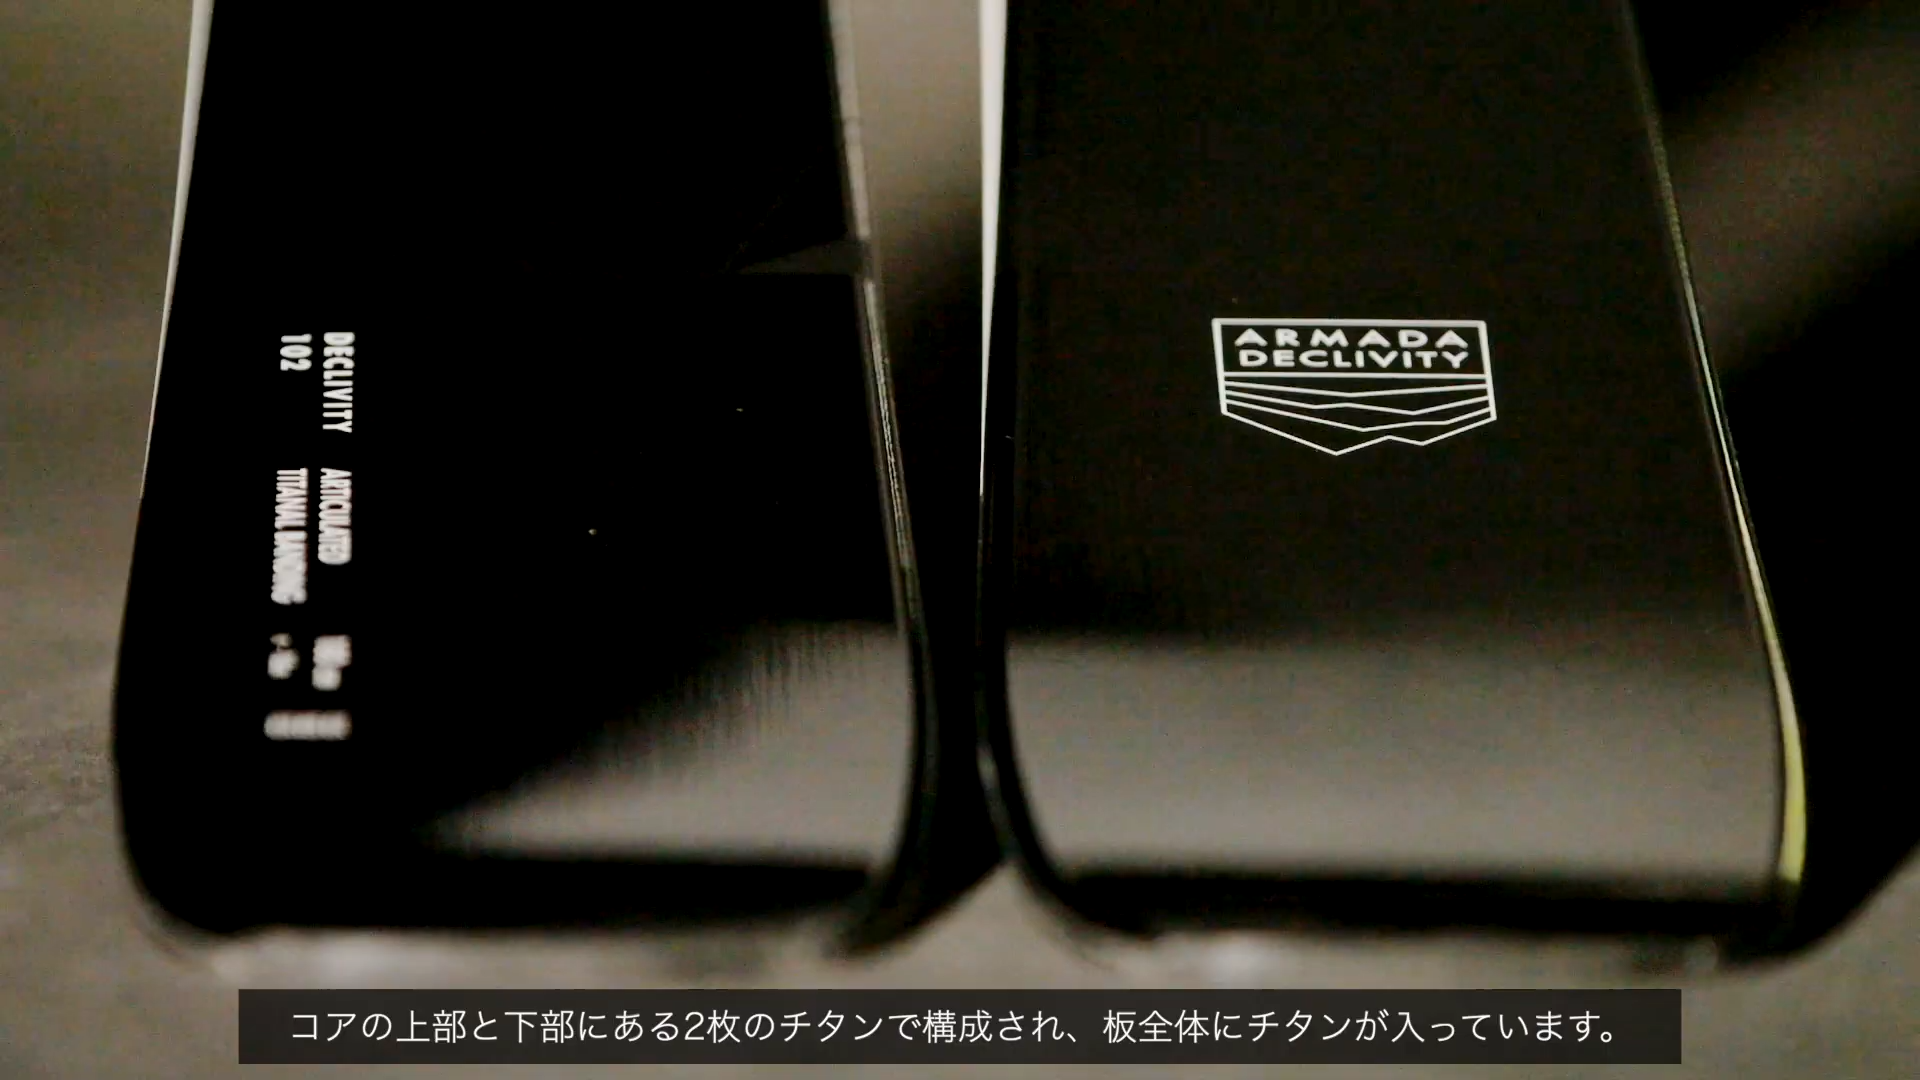 DECLIVITY
102
ARTICULATED
TITANAL BANDING
ARMADA
DECLIVITY
コアの上部と下部にある2枚のチタンで構成され、板全体にチタンが入っています。